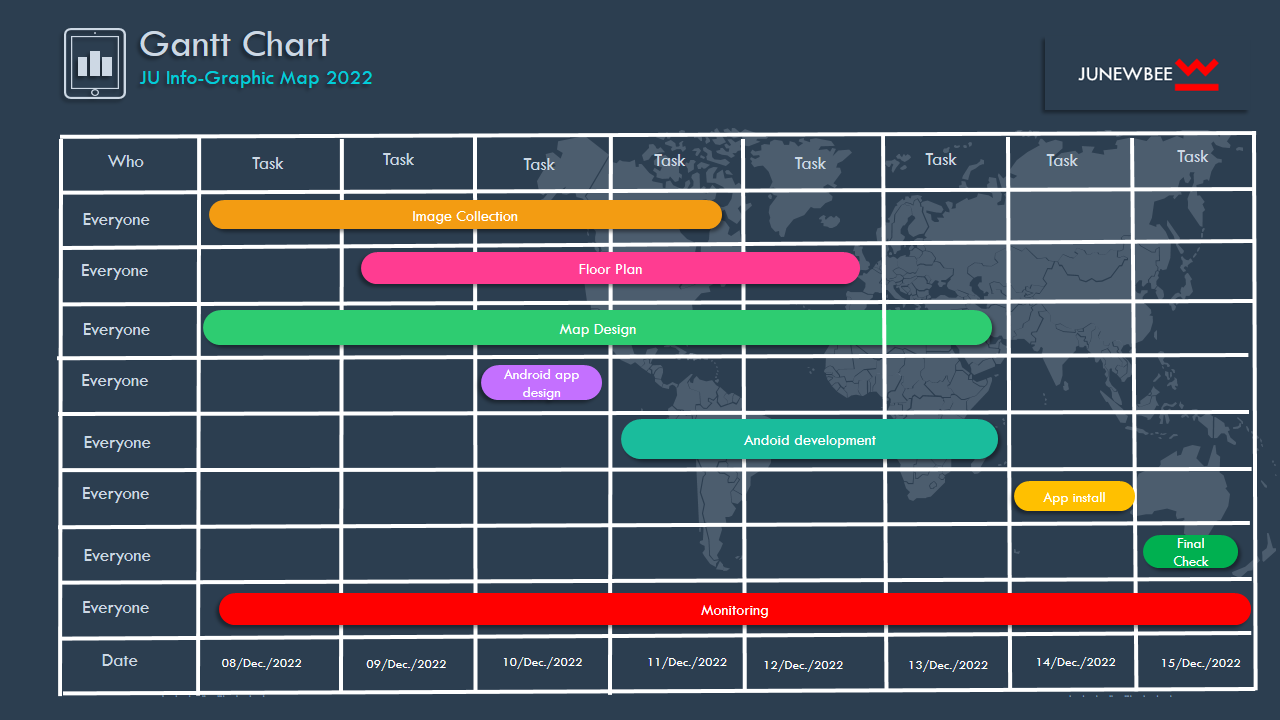 Gantt Chart
JU Info-Graphic Map 2022
JUNEWBEE
Who Task Task Task Task Task Task Task Task
Everyone Image Collection
Everyone Floor Plan
Everyone Map Design
Everyone Android app
design
Everyone Andoid development
Everyone App install
Everyone Final
Check
Everyone Monitoring
Date 08/Dec./2022 09/Dec./2022 10/Dec./2022 11/Dec./2022 12/Dec./2022 13/Dec./2022 14/Dec./2022 15/Dec./2022